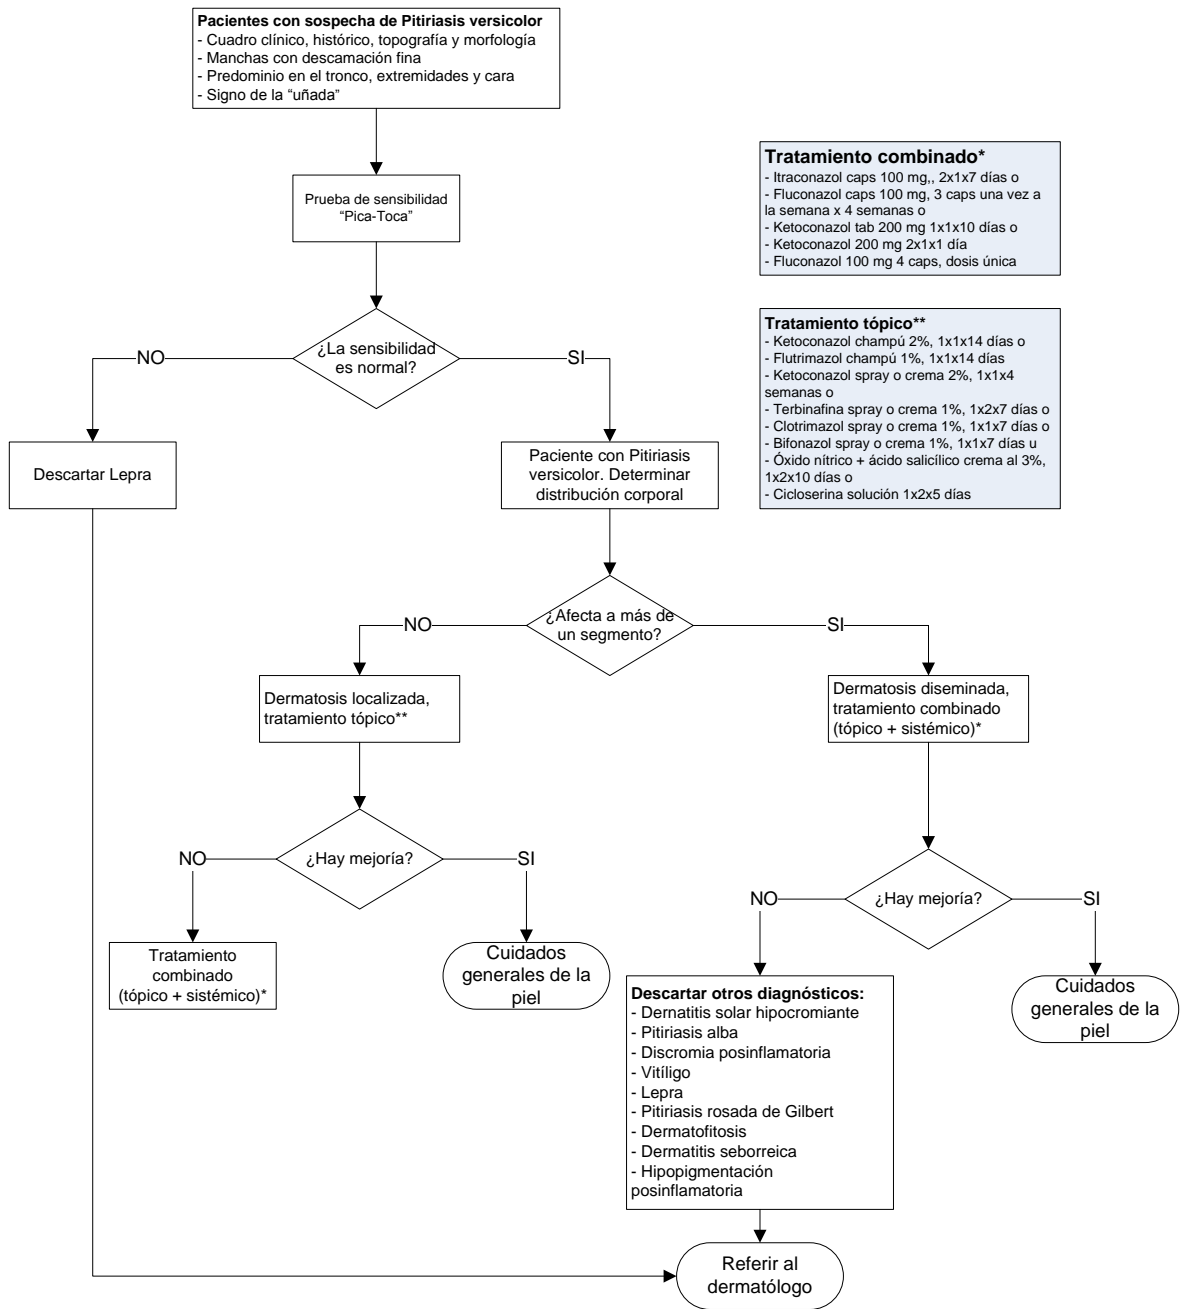 Pacientes con sospecha de Pitiriasis versicolor
- Cuadro clínico, histórico, topografía y morfología
- Manchas con descamación fina
- Predominio en el tronco, extremidades y cara
- Signo de la “uñada”
Prueba de sensibilidad
“Pica-Toca”
Tratamiento combinado*
- Itraconazol caps 100 mg,, 2x1x7 días o
- Fluconazol caps 100 mg, 3 caps una vez a
la semana x 4 semanas o
- Ketoconazol tab 200 mg 1x1x10 días o
- Ketoconazol 200 mg 2x1x1 día
- Fluconazol 100 mg 4 caps, dosis única
Tratamiento tópico**
- Ketoconazol champú 2%, 1x1x14 días o
- Flutrimazol champú 1%, 1x1x14 días
- Ketoconazol spray o crema 2%, 1x1x4
semanas o
- Terbinafina spray o crema 1%, 1x2x7 días o
- Clotrimazol spray o crema 1%, 1x1x7 días o
- Bifonazol spray o crema 1%, 1x1x7 días u
- Óxido nítrico + ácido salicílico crema al 3%,
1x2x10 días o
- Cicloserina solución 1x2x5 días
¿La sensibilidad
es normal?
NO
SI
Descartar Lepra
Paciente con Pitiriasis
versicolor. Determinar
distribución corporal
¿Afecta a más de
un segmento?
NO
SI
Dermatosis localizada,
tratamiento tópico**
Dermatosis diseminada,
tratamiento combinado
(tópico + sistémico)*
¿Hay mejoría?
NO
SI
Tratamiento
combinado
(tópico + sistémico)*
Cuidados
generales de la
piel
¿Hay mejoría?
NO
SI
Descartar otros diagnósticos:
- Dernatitis solar hipocromiante
- Pitiriasis alba
- Discromia posinflamatoria
- Vitíligo
- Lepra
- Pitiriasis rosada de Gilbert
- Dermatofitosis
- Dermatitis seborreica
- Hipopigmentación
posinflamatoria
Cuidados
generales de la
piel
Referir al
dermatólogo